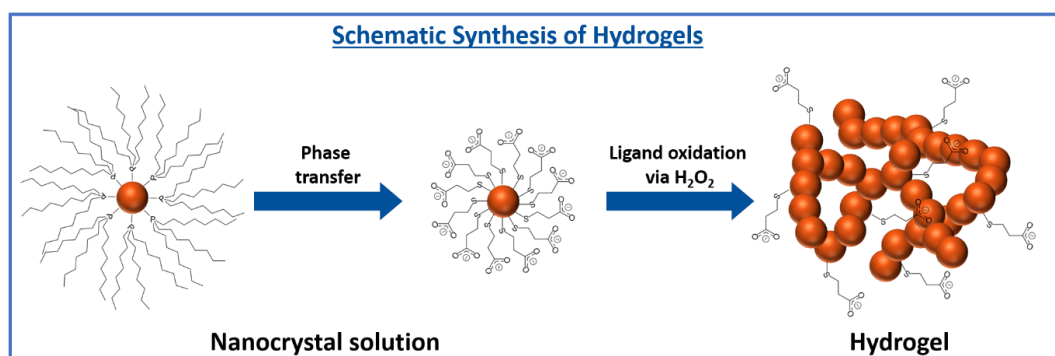 Schematic Synthesis of Hydrogels
Phase
transfer
Ligand oxidation
via H₂O₂
Nanocrystal solution
Hydrogel